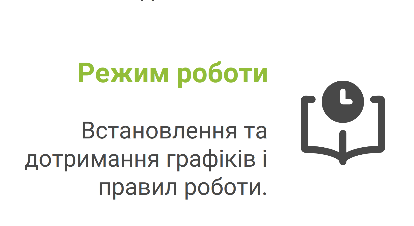 Режим роботи
Встановлення та
дотримання графіків і
правил роботи.